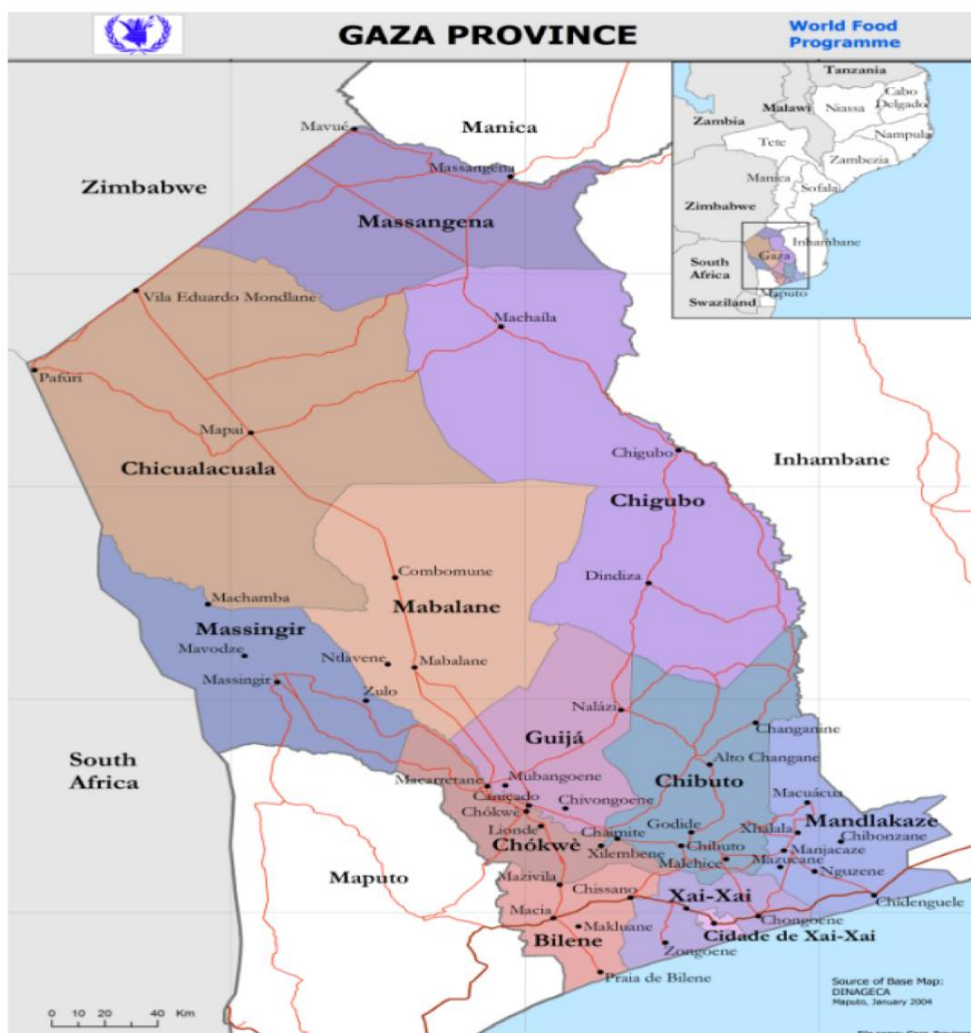 GAZA PROVINCE
World Food
Programme
Tanzania
Cabo
Delgado
Niassa
Malawi
Zambia
Nampula
Tete
Zambezia
Manica
Sofala
Zimbabwe
Inhambane
Gaza
South
Africa
Maputo
Swaziland
Manica
Mavué
Massangena
Zimbabwe
Massangena
Vila Eduardo Mondlane
Machaíla
Pafúri
Mapai
Chicualacuala
Chigubo
Inhambane
Chigubo
Combomune
Dindiza
Mabalane
Machamba
Massingir
Mavodze
Ntlavene
Mabalane
Massingir
Zulo
Nalázi
Changanine
Guijá
South
Africa
Alto Changane
Chibuto
Macarretane
Mubangoene
Caniçado
Chivongoene
Macuácua
Chókwe
Mandlakaze
Lionde
Godide
Xhalala
Chibonzane
Chókwè
Chaimite
Chibuto
Manjacaze
Xilembene
Malehice
Mazucane
Nguzene
Maputo
Mazivila
Chissano
Xai-Xai
Chidenguele
Macia
Chongoene
Makluane
Cidade de Xai-Xai
Bilene
Zongoene
Praia de Bilene
Source of Base Map:
DINAGECA
Maputo, January 2004
0 10 20 40 Km